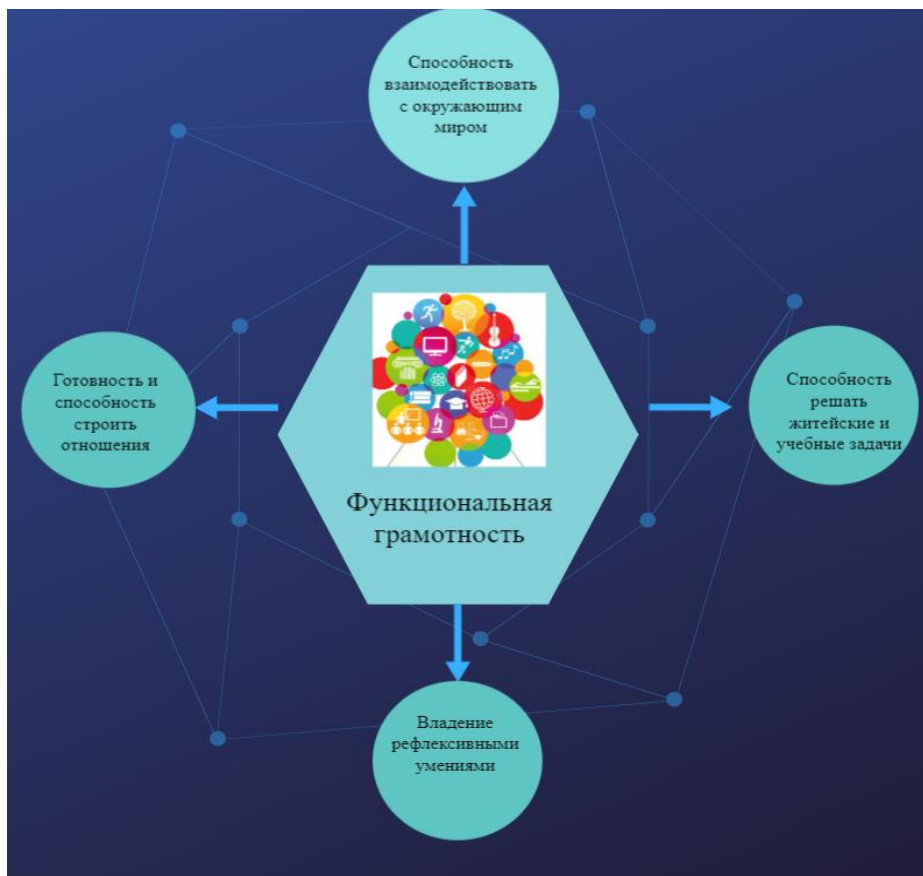 Способность
взаимодействовать
с окружающим
миром
Готовность и
способность
строить
отношения
Функциональная
грамотность
Способность
решать
житейские и
учебные задачи
Владение
рефлексивными
умениями